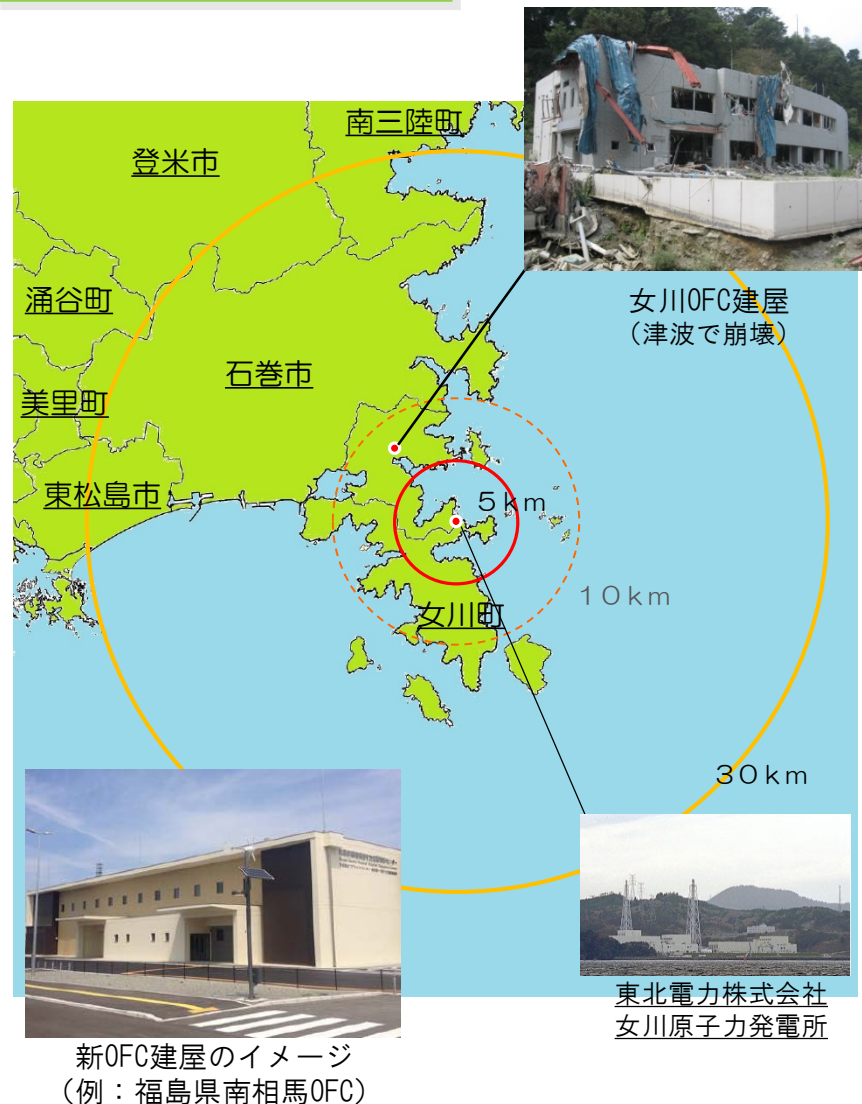 南三陸町
登米市
涌谷町
女川OFC建屋
（津波で崩壊）
石巻市
美里町
東松島市
５ｋｍ
１０ｋｍ
女川町
３０ｋｍ
東北電力株式会社
女川原子力発電所
新OFC建屋のイメージ
（例：福島県南相馬OFC）